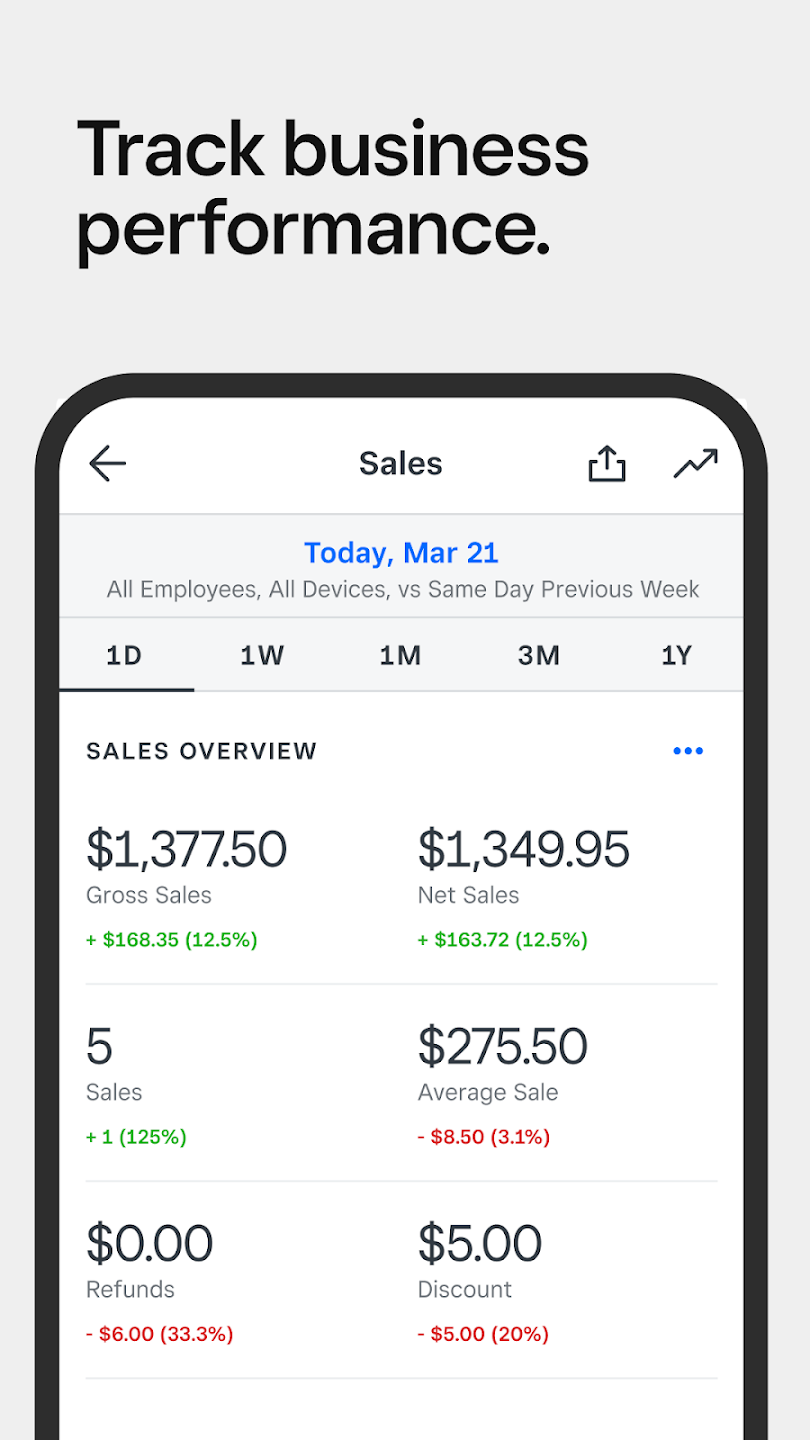 Track business
performance.
Sales
Today, Mar 21
All Employees, All Devices, vs Same Day Previous Week
1D 1W 1M 3M 1Y
SALES OVERVIEW
$1,377.50 $1,349.95
Gross Sales Net Sales
+ $168.35 (12.5%) + $163.72 (12.5%)
5 $275.50
Sales Average Sale
+ 1 (125%) - $8.50 (3.1%)
$0.00 $5.00
Refunds Discount
- $6.00 (33.3%) - $5.00 (20%)